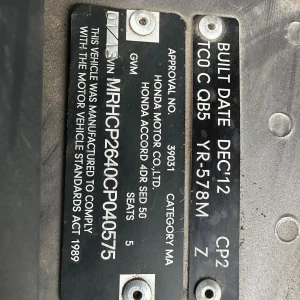 BUILT DATE DEC'12 CP2
TC0 C QB5 YR-578M Z
APPROVAL NO. 39031 CATEGORY MA
HONDA MOTOR CO.,LTD.
HONDA ACCORD 4DR SED 50
GVM SEATS 5
VIN MRHCP2640CP040575
THIS VEHICLE WAS MANUFACTURED TO COMPLY
WITH THE MOTOR VEHICLE STANDARDS ACT 1989